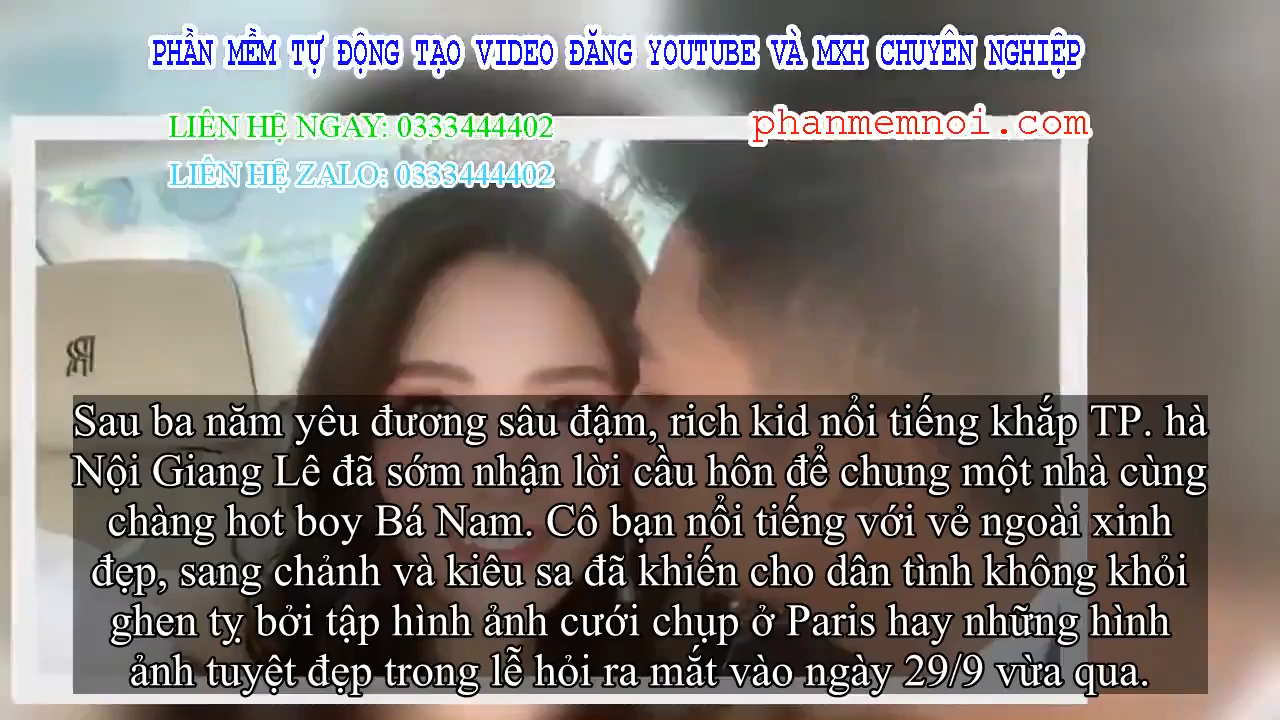 PHẦN MỀM TỰ ĐỘNG TẠO VIDEO ĐĂNG YOUTUBE VÀ MXH CHUYÊN NGHIỆP
LIÊN HỆ NGAY: 0333444402
phanmemnoi.com
LIÊN HỆ ZALO: 0333444402
Sau ba năm yêu đương sâu đậm, rich kid nổi tiếng khắp TP. hà
Nội Giang Lê đã sớm nhận lời cầu hôn để chung một nhà cùng
chàng hot boy Bá Nam. Cô bạn nổi tiếng với vẻ ngoài xinh
đẹp, sang chảnh và kiêu sa đã khiến cho dân tình không khỏi
ghen tỵ bởi tập hình ảnh cưới chụp ở Paris hay những hình
ảnh tuyệt đẹp trong lễ hỏi ra mắt vào ngày 29/9 vừa qua.